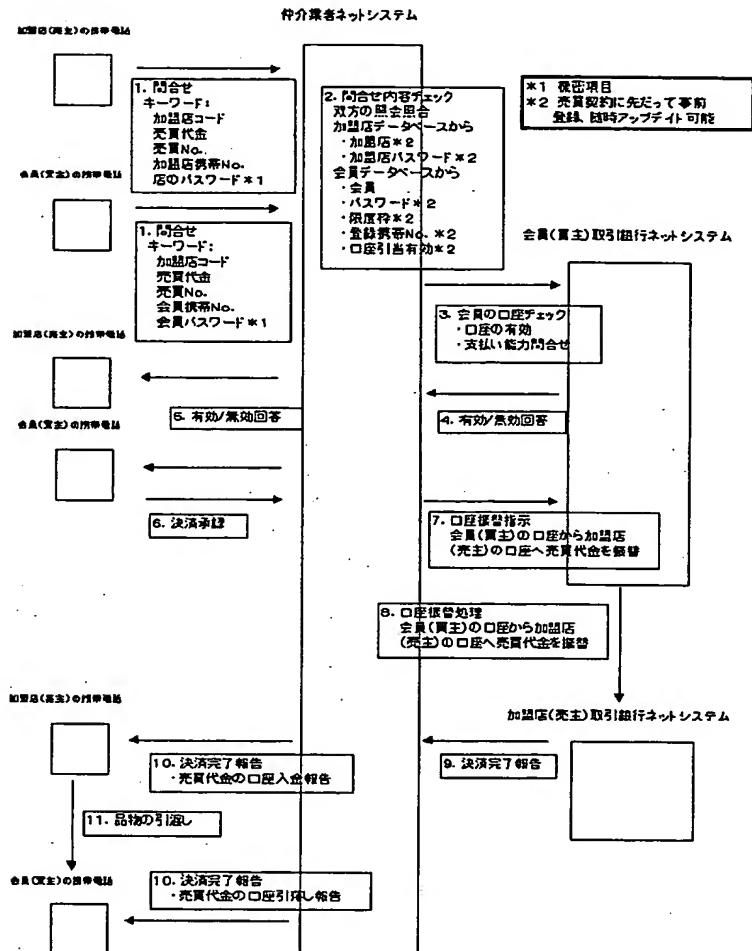 仲介業者ネットシステム
加盟店(売主)の携帯電話
1. 問合せ
キーワード:
加盟店コード
売買代金
売買No.
加盟店携帯No.
店のパスワード*1
2. 問合せ内容チェック
双方の照会照合
加盟店データベースから
・加盟店*2
・加盟店パスワード*2
会員データベースから
・会員
・パスワード*2
・限度枠*2
・登録携帯No.*2
・口座引当有効*2
*1 機密項目
*2 売買契約に先だって事前
登録、随時アップデイト可能
会員(買主)の携帯電話
1. 問合せ
キーワード:
加盟店コード
売買代金
売買No.
会員携帯No.
会員パスワード*1
会員(買主)取引銀行ネットシステム
3. 会員の口座チェック
・口座の有効
・支払い能力問合せ
加盟店(売主)の携帯電話
5. 有効/無効回答
4. 有効/無効回答
会員(買主)の携帯電話
6. 決済承認
7. 口座振替指示
会員(買主)の口座から加盟店
(売主)の口座へ売買代金を振替
8. 口座振替処理
会員(買主)の口座から加盟店
(売主)の口座へ売買代金を振替
加盟店(売主)の携帯電話
加盟店(売主)取引銀行ネットシステム
10. 決済完了報告
・売買代金の口座入金報告
9. 決済完了報告
11. 品物の引渡し
会員(買主)の携帯電話
10. 決済完了報告
・売買代金の口座引落し報告